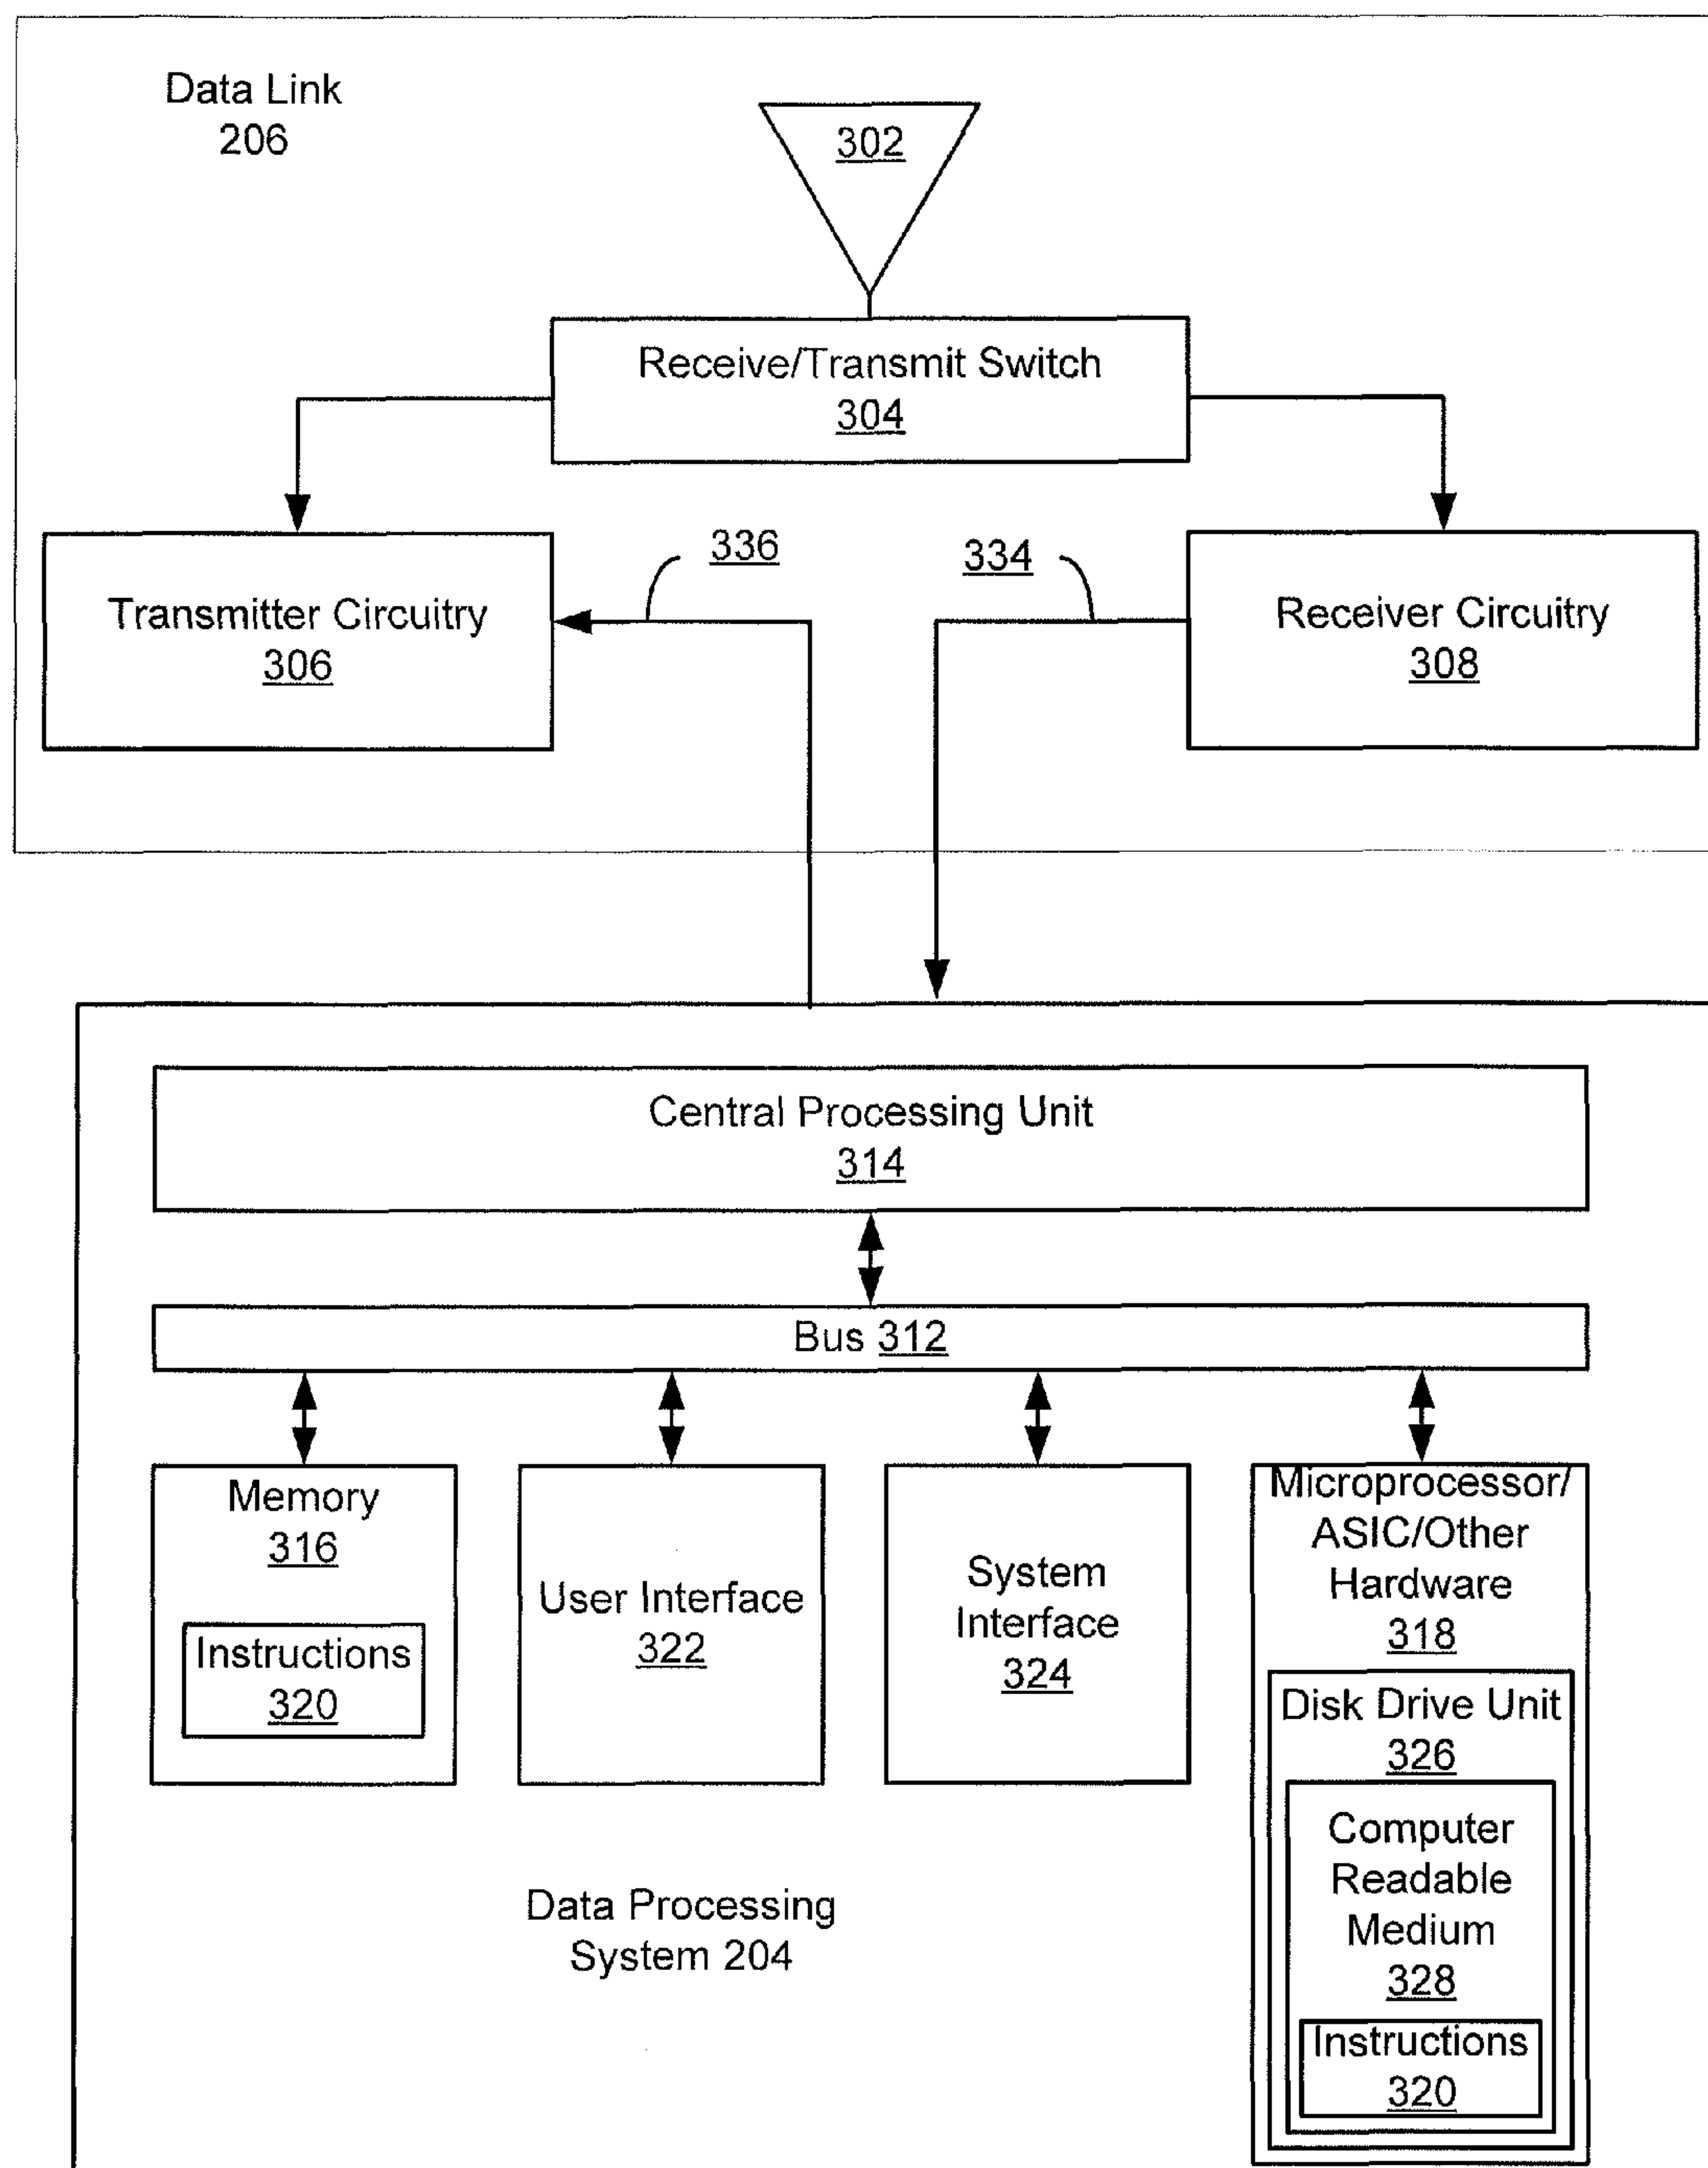 Data Link
206
302
Receive/Transmit Switch
304
336
334
Transmitter Circuitry
306
Receiver Circuitry
308
Central Processing Unit
314
Bus 312
Memory
316
Instructions
320
User Interface
322
System
Interface
324
Microprocessor/
ASIC/Other
Hardware
318
Disk Drive Unit
326
Computer
Readable
Medium
328
Instructions
320
Data Processing
System 204